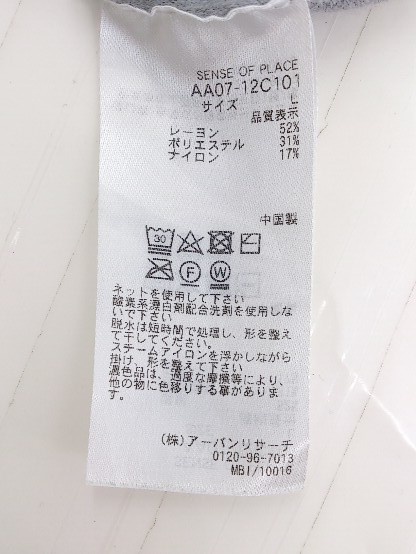 SENSE OF PLACE
AA07-12C101
サイズ L
品質表示
レーヨン 52%
ポリエステル 31%
ナイロン 17%
中国製
30
F W
ネットを使用して下さい
酸素系漂白剤配合洗剤を使用しな
いで下さい
脱水は短時間で処理し、形を整え
て干してください。
スチームアイロンを浮かしながら
掛け、形を整えて下さい
濃色品は、過度な摩擦等により、
他の物に色移りする事がありま
す。
(株)アーバンリサーチ
0120-96-7013
MBI/10016